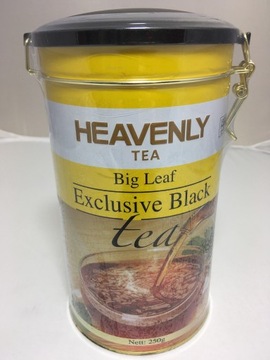 HEAVENLY
TEA
Big Leaf
Exclusive Black
tea
Nett: 250g